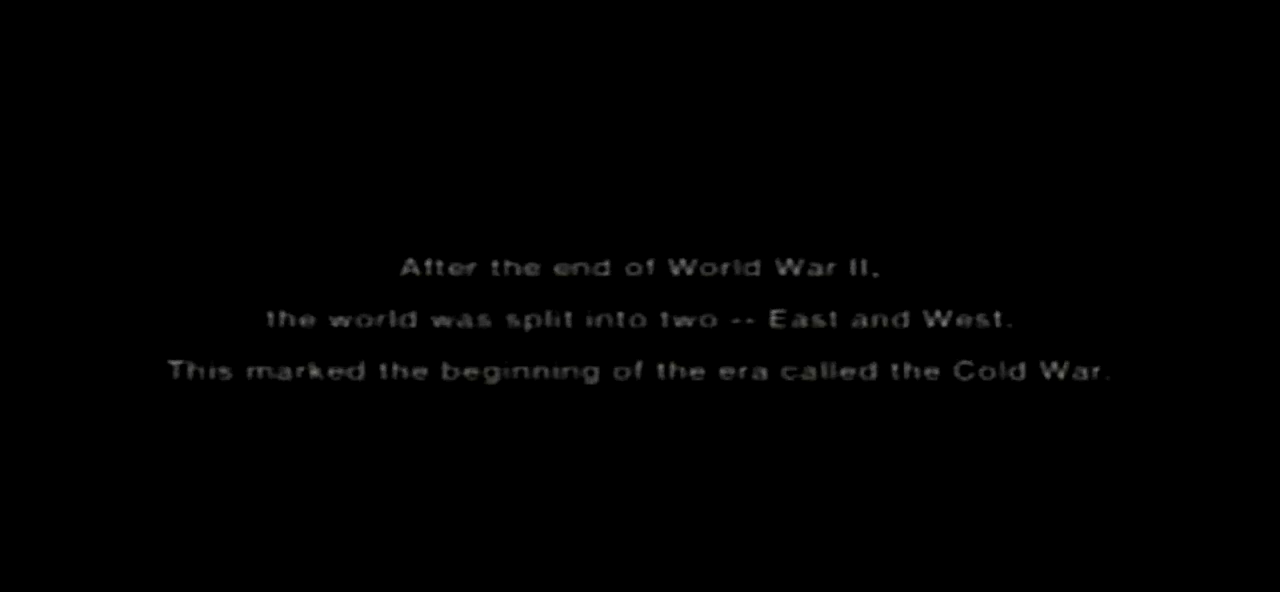 After the end of World War II,
the world was split into two -- East and West.
This marked the beginning of the era called the Cold War.